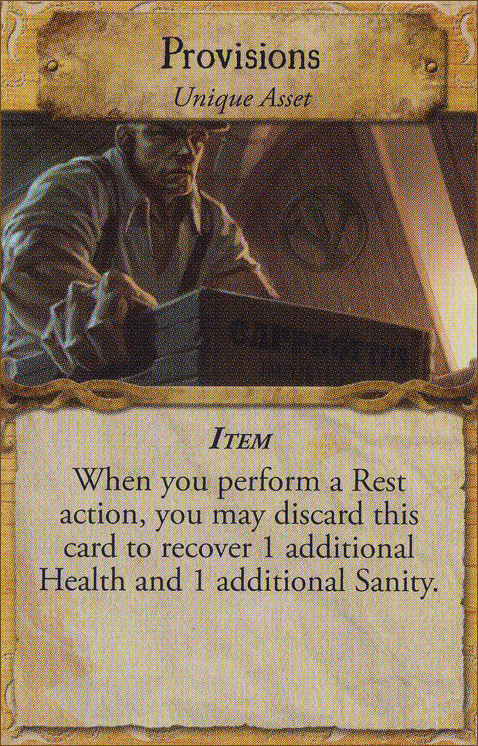 Provisions
Unique Asset
ITEM
When you perform a Rest
action, you may discard this
card to recover 1 additional
Health and 1 additional Sanity.